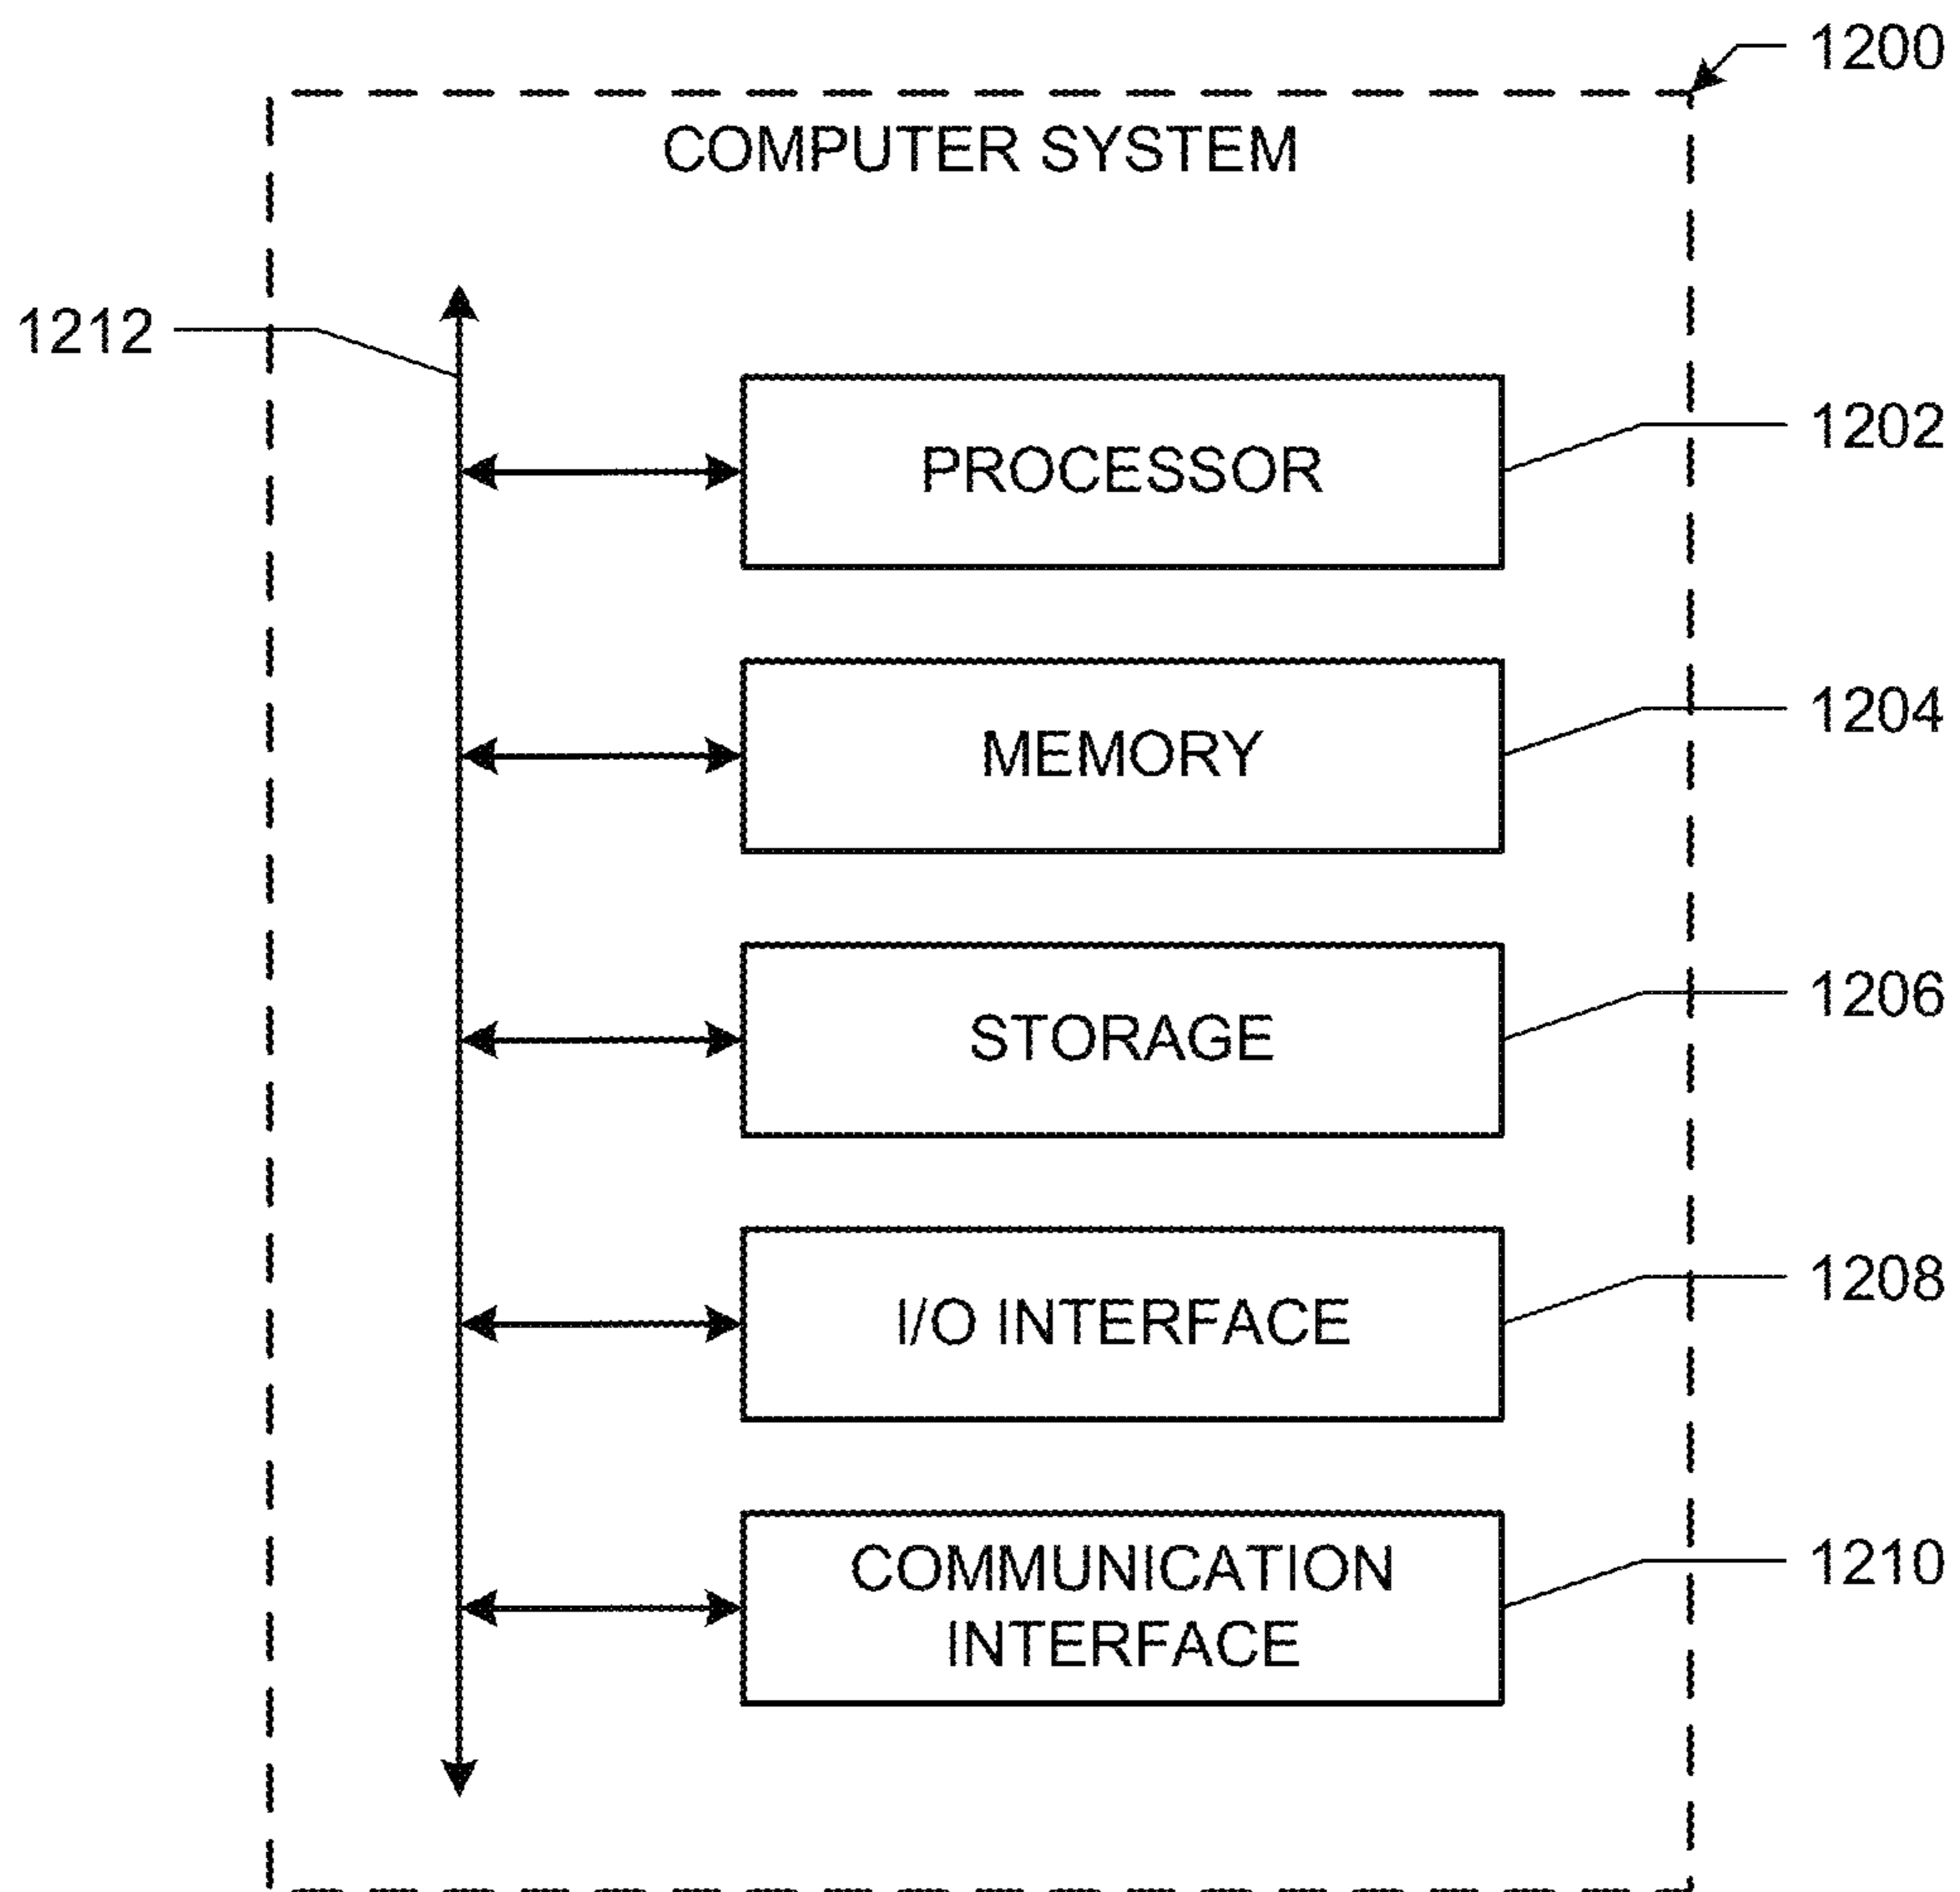 1200
COMPUTER SYSTEM
1212
1202
PROCESSOR
1204
MEMORY
1206
STORAGE
1208
I/O INTERFACE
1210
COMMUNICATION
INTERFACE